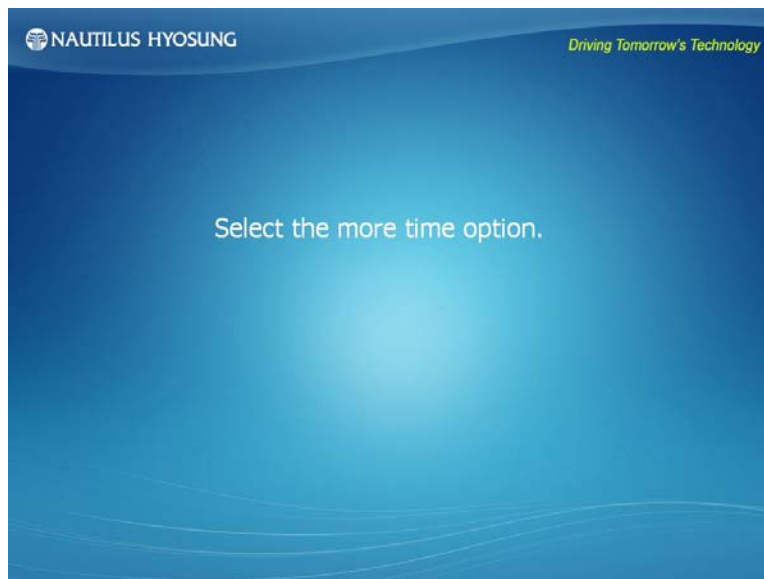 NAUTILUS HYOSUNG
Driving Tomorrow's Technology
Select the more time option.